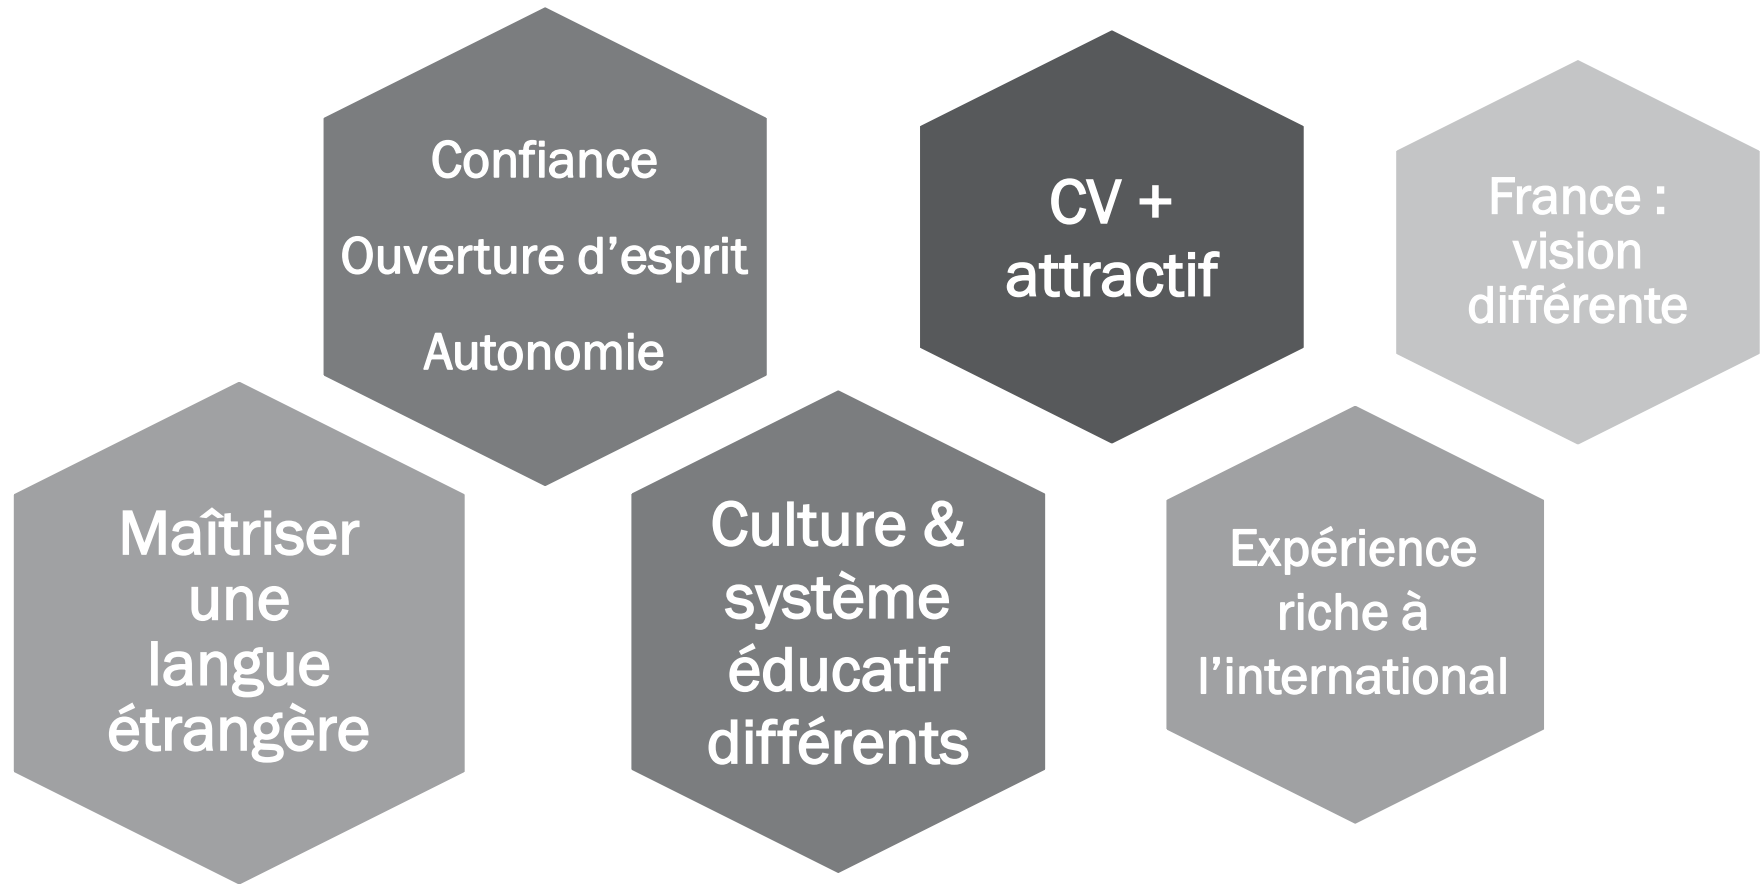 Confiance
Ouverture d’esprit
Autonomie
CV +
attractif
France :
vision
différente
Maîtriser
une
langue
étrangère
Culture &
système
éducatif
différents
Expérience
riche à
l’international